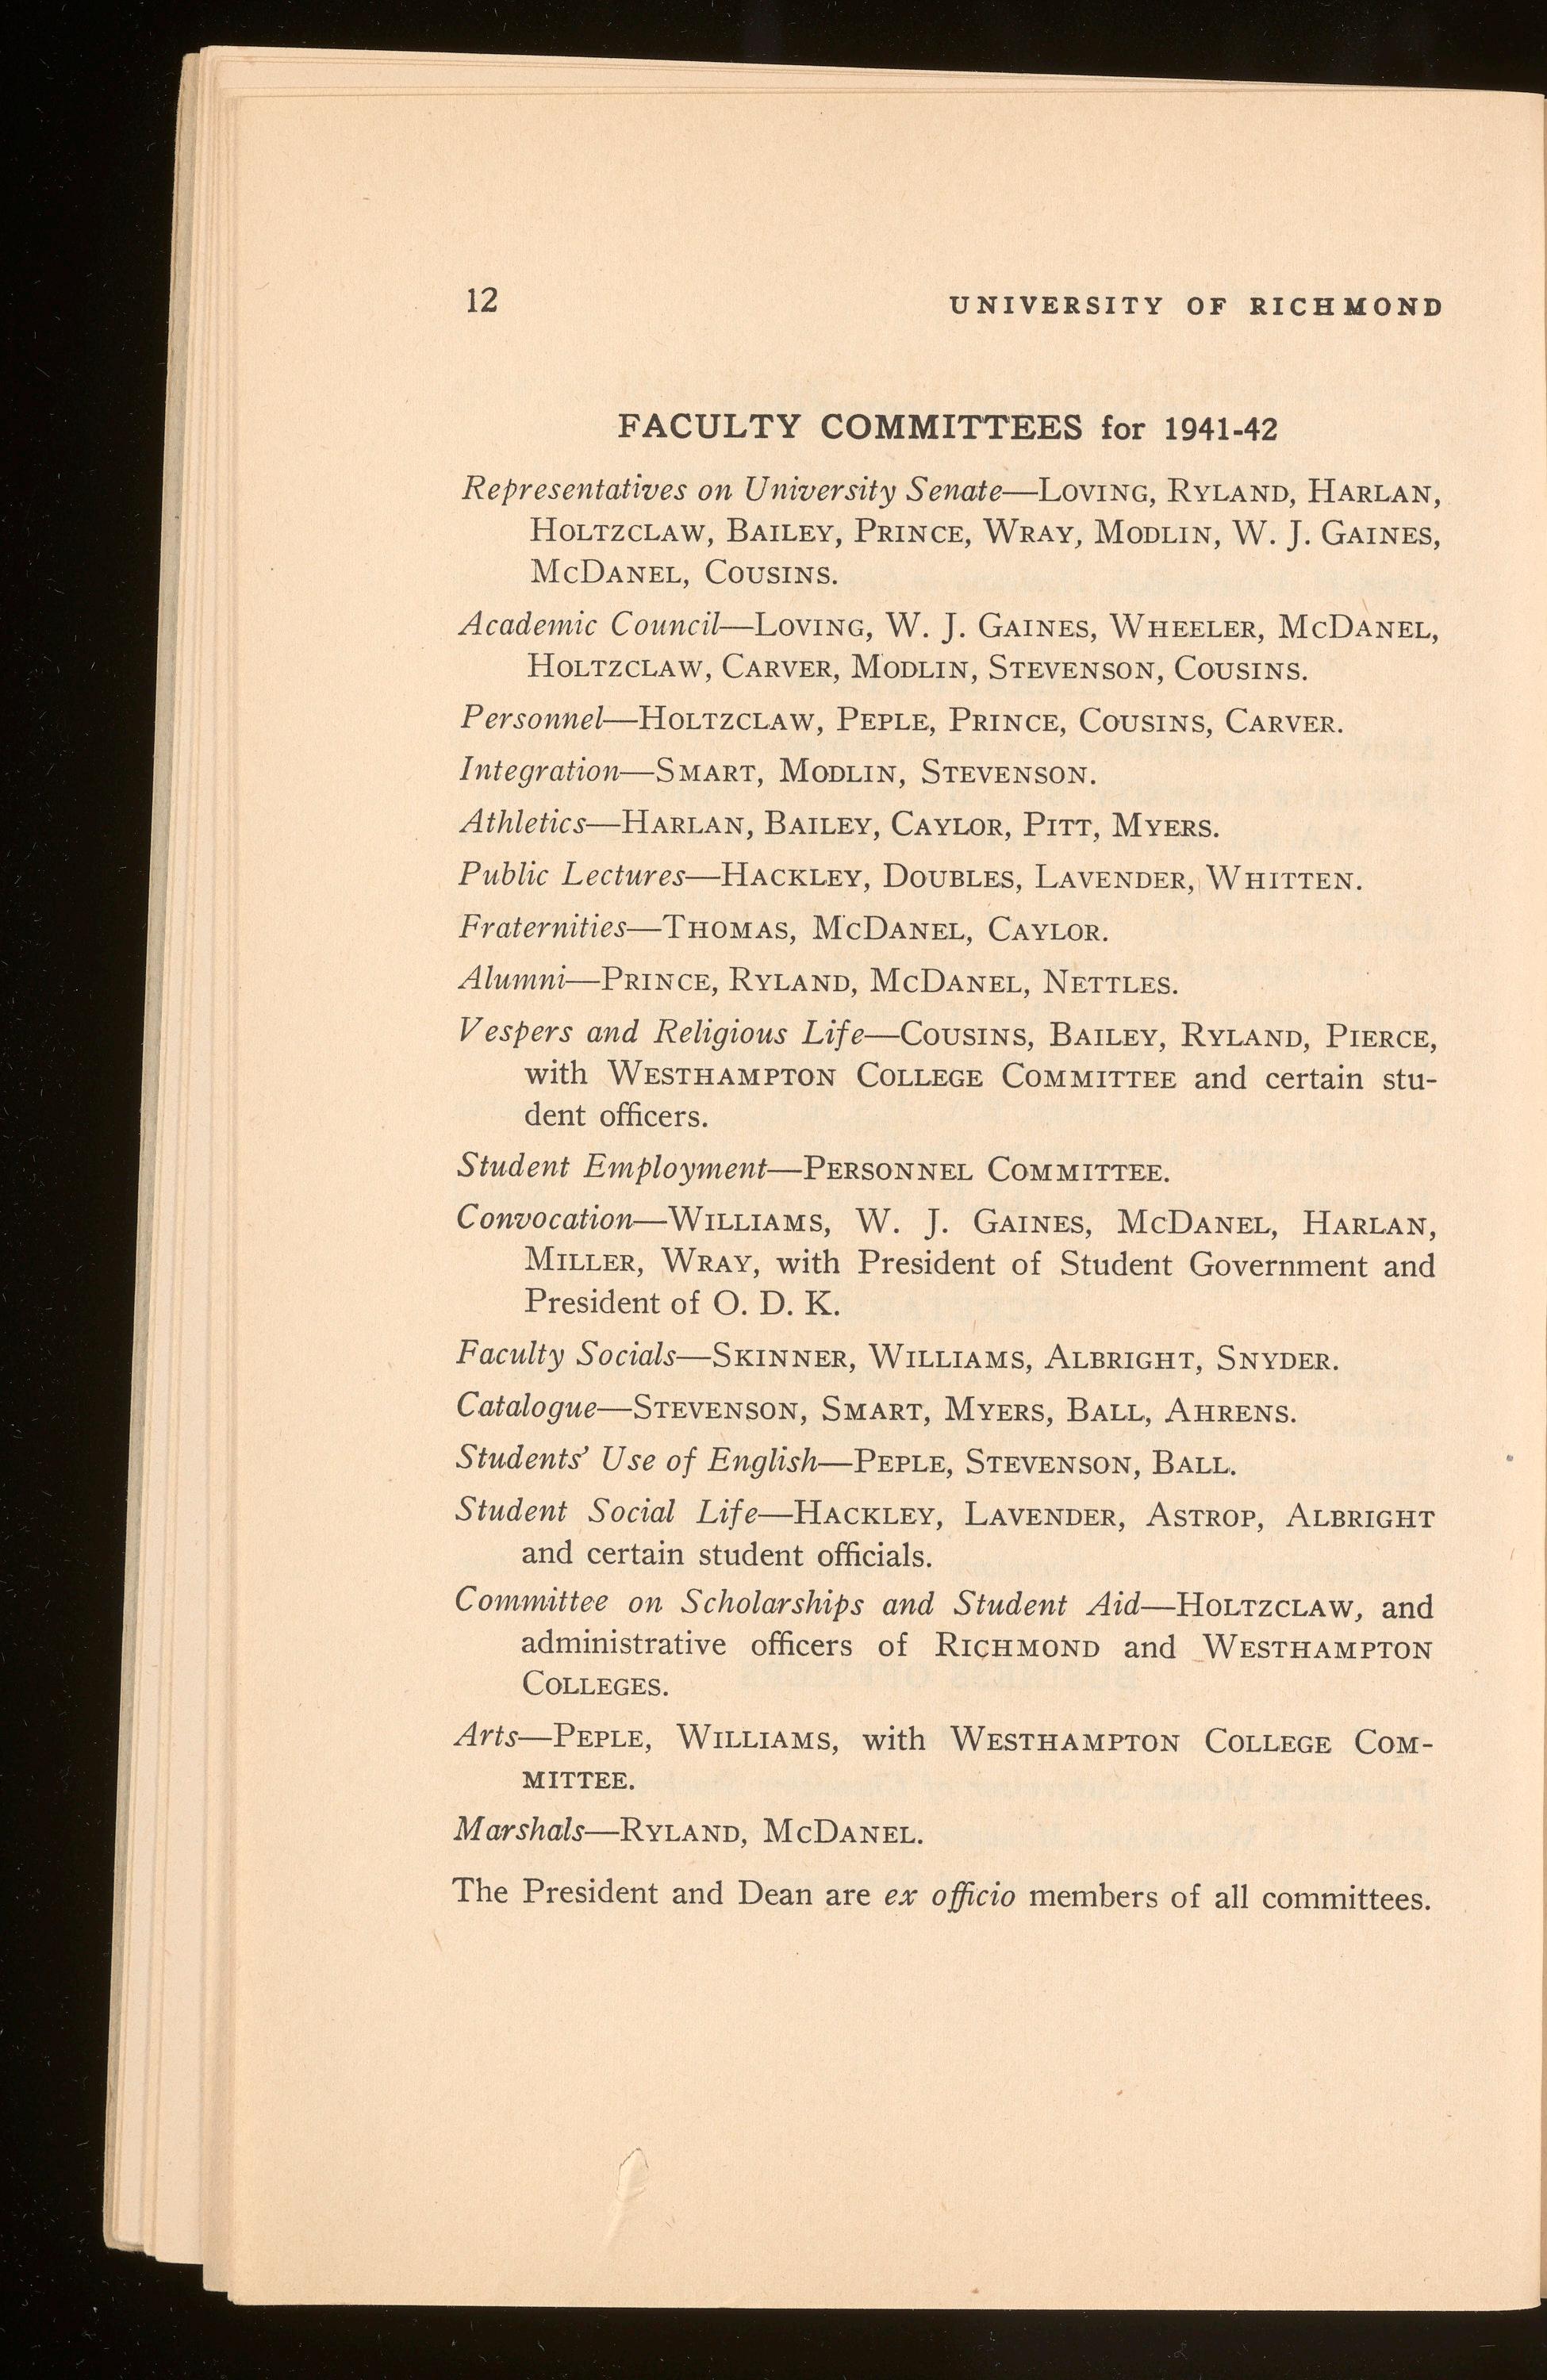 12 UNIVERSITY OF RICHMOND
FACULTY COMMITTEES for 1941-42
Representatives on University Senate—LOVING, RYLAND, HARLAN,
HOLTZCLAW, BAILEY, PRINCE, WRAY, MODLIN, W. J. GAINES,
MCDANEL, COUSINS.
Academic Council—LOVING, W. J. GAINES, WHEELER, MCDANEL,
HOLTZCLAW, CARVER, MODLIN, STEVENSON, COUSINS.
Personnel—HOLTZCLAW, PEPLE, PRINCE, COUSINS, CARVER.
Integration—SMART, MODLIN, STEVENSON.
Athletics—HARLAN, BAILEY, CAYLOR, PITT, MYERS.
Public Lectures—HACKLEY, DOUBLES, LAVENDER, WHITTEN.
Fraternities—THOMAS, MCDANEL, CAYLOR.
Alumni—PRINCE, RYLAND, MCDANEL, NETTLES.
Vespers and Religious Life—COUSINS, BAILEY, RYLAND, PIERCE,
with WESTHAMPTON COLLEGE COMMITTEE and certain stu-
dent officers.
Student Employment—PERSONNEL COMMITTEE.
Convocation—WILLIAMS, W. J. GAINES, MCDANEL, HARLAN,
MILLER, WRAY, with President of Student Government and
President of O. D. K.
Faculty Socials—SKINNER, WILLIAMS, ALBRIGHT, SNYDER.
Catalogue—STEVENSON, SMART, MYERS, BALL, AHRENS.
Students' Use of English—PEPLE, STEVENSON, BALL.
Student Social Life—HACKLEY, LAVENDER, ASTROP, ALBRIGHT
and certain student officials.
Committee on Scholarships and Student Aid—HOLTZCLAW, and
administrative officers of RICHMOND and WESTHAMPTON
COLLEGES.
Arts—PEPLE, WILLIAMS, with WESTHAMPTON COLLEGE COM-
MITTEE.
Marshals—RYLAND, MCDANEL.
The President and Dean are ex officio members of all committees.